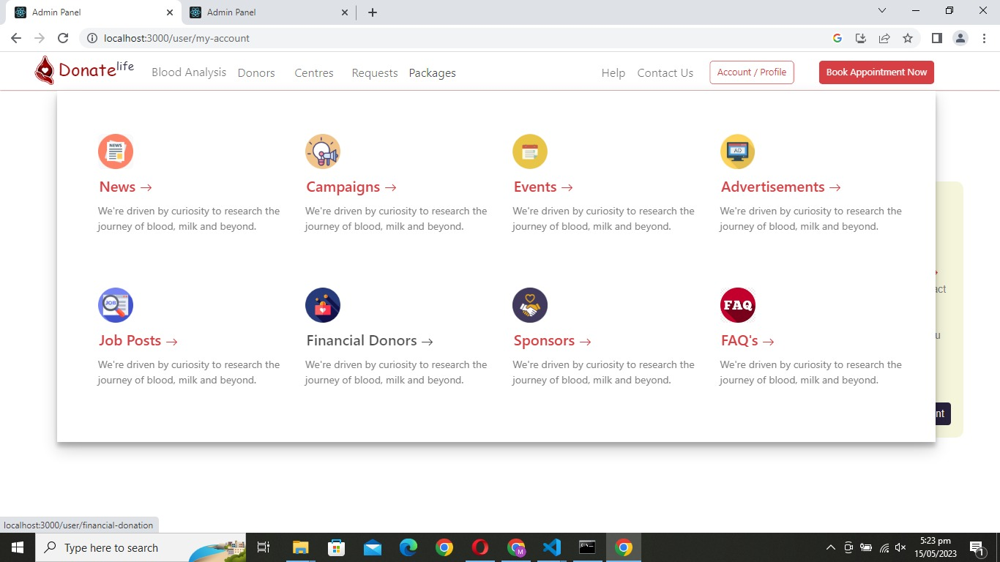 Admin Panel
Admin Panel
localhost:3000/user/my-account
Donatelife
Blood Analysis Donors Centres Requests Packages Help Contact Us Account / Profile Book Appointment Now
NEWS
AD
News → Campaigns → Events → Advertisements →
We're driven by curiosity to research the We're driven by curiosity to research the We're driven by curiosity to research the We're driven by curiosity to research the
journey of blood, milk and beyond. journey of blood, milk and beyond. journey of blood, milk and beyond. journey of blood, milk and beyond.
act
JOB
FAQ
Job Posts → Financial Donors → Sponsors → FAQ's →
u
We're driven by curiosity to research the We're driven by curiosity to research the We're driven by curiosity to research the We're driven by curiosity to research the
journey of blood, milk and beyond. journey of blood, milk and beyond. journey of blood, milk and beyond. journey of blood, milk and beyond.
nt
localhost:3000/user/financial-donation
Type here to search
M
5:23 pm
15/05/2023
1